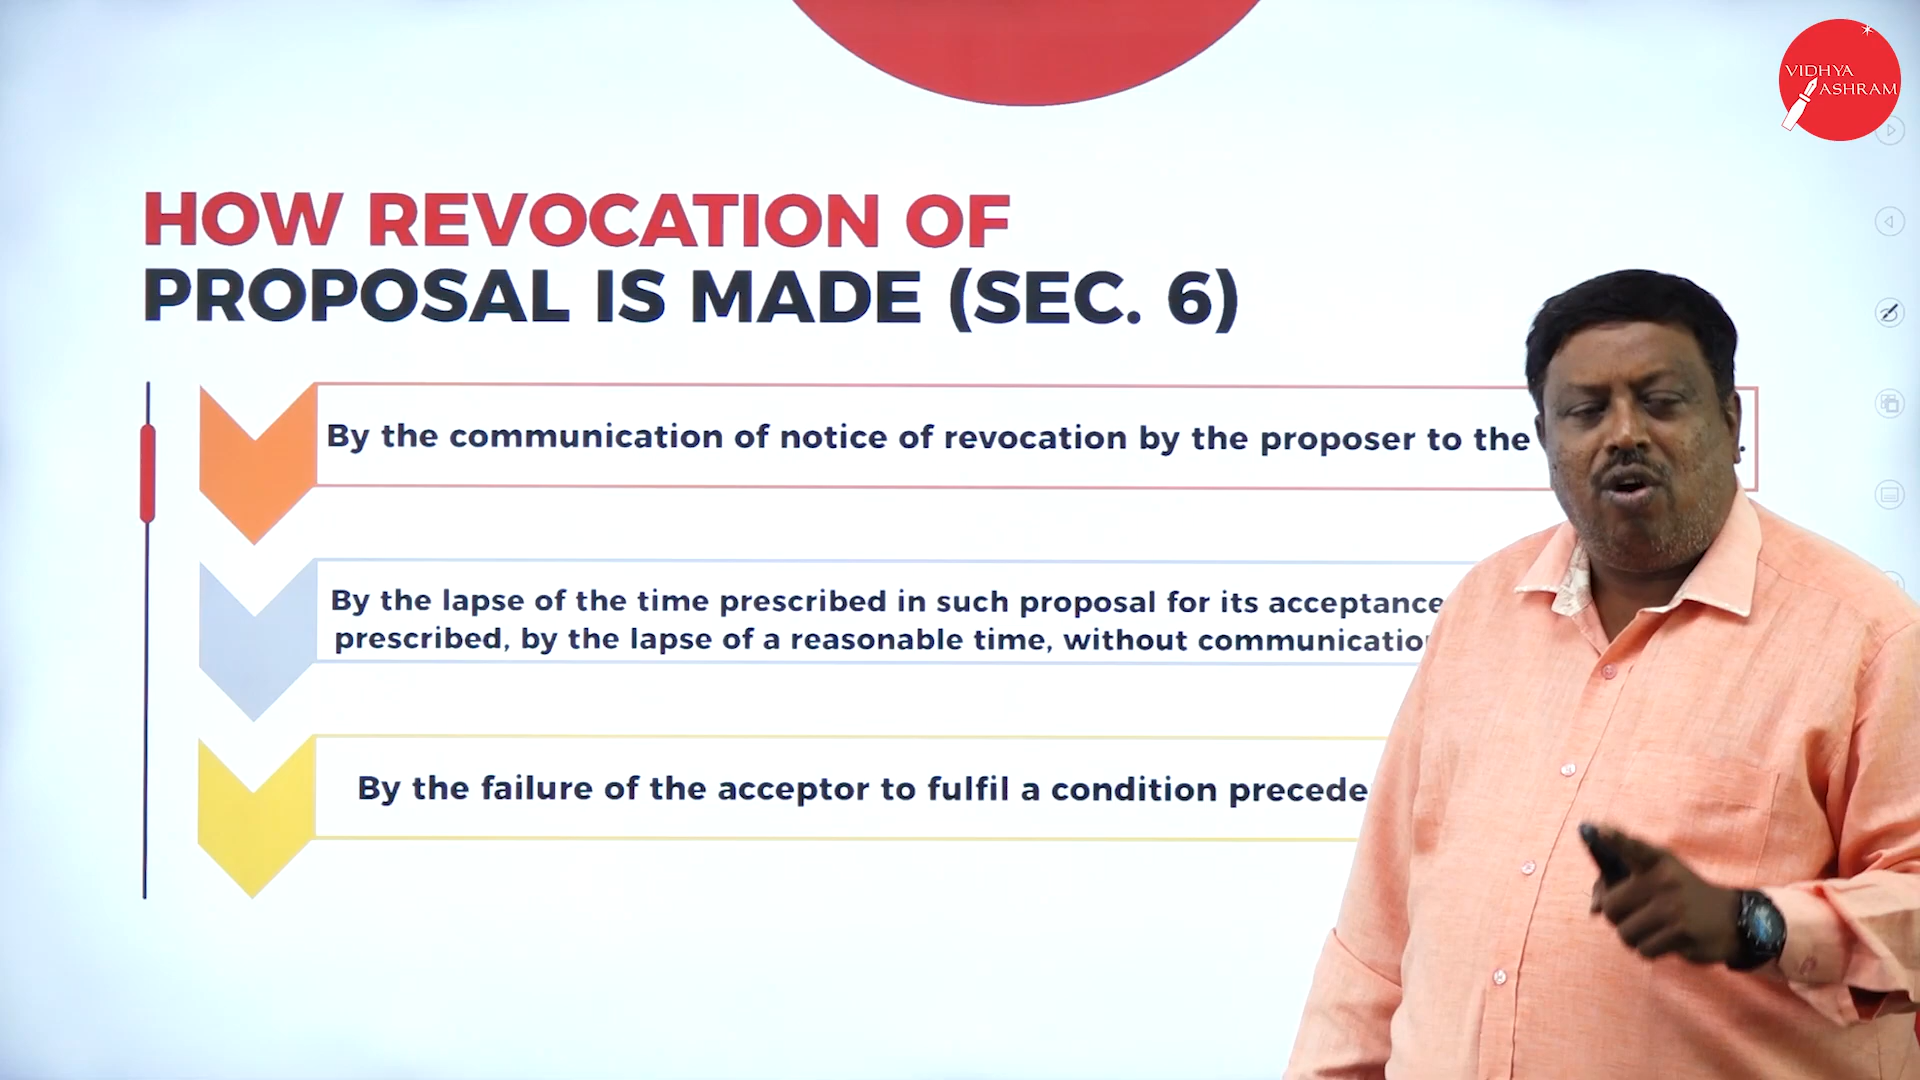 VIDHYA
ASHRAM
HOW REVOCATION OF
PROPOSAL IS MADE (SEC. 6)
By the communication of notice of revocation by the proposer to the
By the lapse of the time prescribed in such proposal for its acceptance
prescribed, by the lapse of a reasonable time, without
By the failure of the acceptor to fulfil a condition